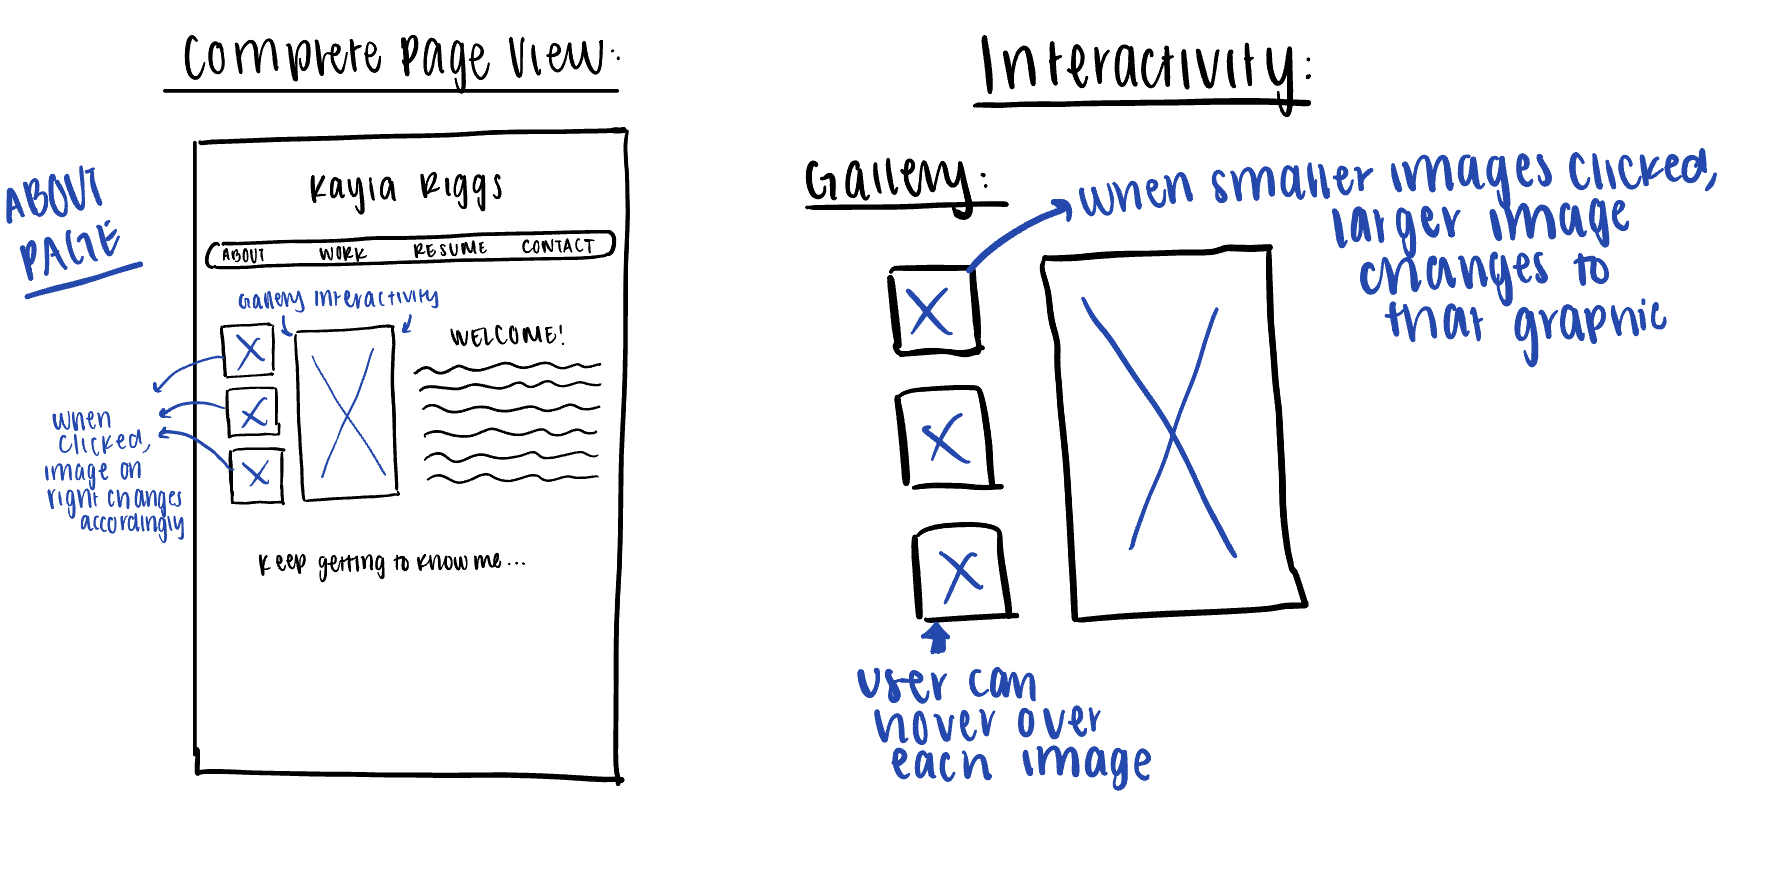 Complete Page View:
ABOUT
PAGE
Kayla Riggs
ABOUT WORK RESUME CONTACT
Gallery Interactivity
WELCOME!
when
clicked,
image on
right changes
accordingly
Keep getting to know me...
Interactivity:
Gallery:
when smaller images clicked,
larger image
changes to
that graphic
user can
hover over
each image